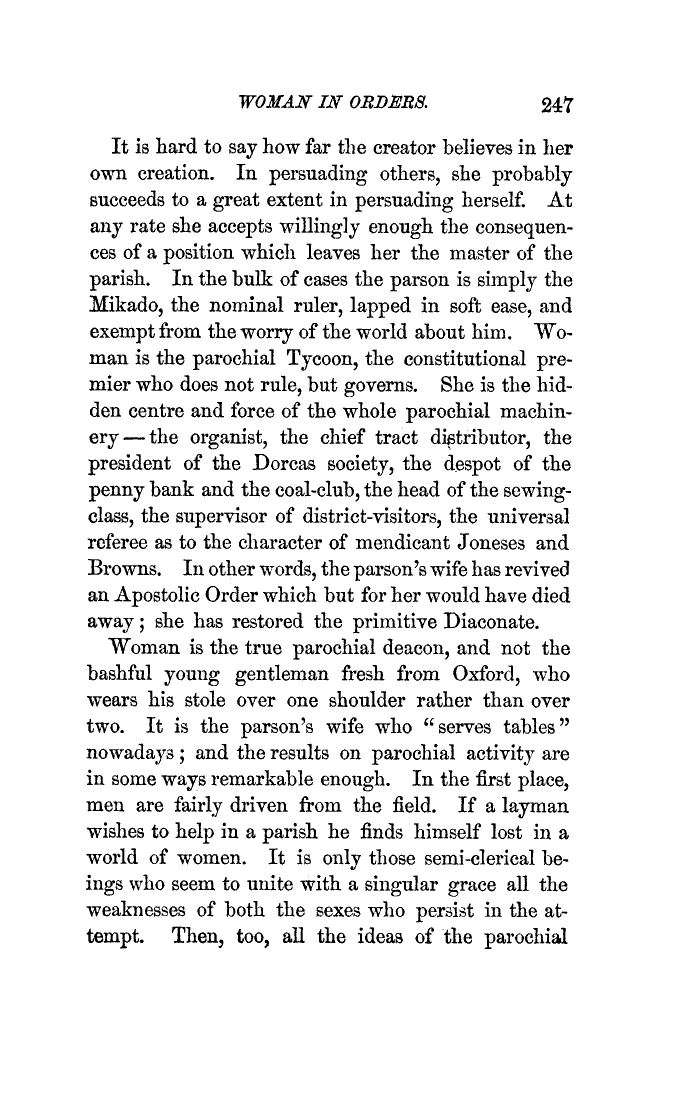 WOMAN IN ORDERS. 247
It is hard to say how far the creator believes in her
own creation. In persuading others, she probably
succeeds to a great extent in persuading herself. At
any rate she accepts willingly enough the consequen-
ces of a position which leaves her the master of the
parish. In the bulk of cases the parson is simply the
Mikado, the nominal ruler, lapped in soft ease, and
exempt from the worry of the world about him. Wo-
man is the parochial Tycoon, the constitutional pre-
mier who does not rule, but governs. She is the hid-
den centre and force of the whole parochial machin-
ery — the organist, the chief tract distributor, the
president of the Dorcas society, the despot of the
penny bank and the coal-club, the head of the sewing-
class, the supervisor of district-visitors, the universal
referee as to the character of mendicant Joneses and
Browns. In other words, the parson's wife has revived
an Apostolic Order which but for her would have died
away; she has restored the primitive Diaconate.
Woman is the true parochial deacon, and not the
bashful young gentleman fresh from Oxford, who
wears his stole over one shoulder rather than over
two. It is the parson's wife who "serves tables"
nowadays; and the results on parochial activity are
in some ways remarkable enough. In the first place,
men are fairly driven from the field. If a layman
wishes to help in a parish he finds himself lost in a
world of women. It is only those semi-clerical be-
ings who seem to unite with a singular grace all the
weaknesses of both the sexes who persist in the at-
tempt. Then, too, all the ideas of the parochial